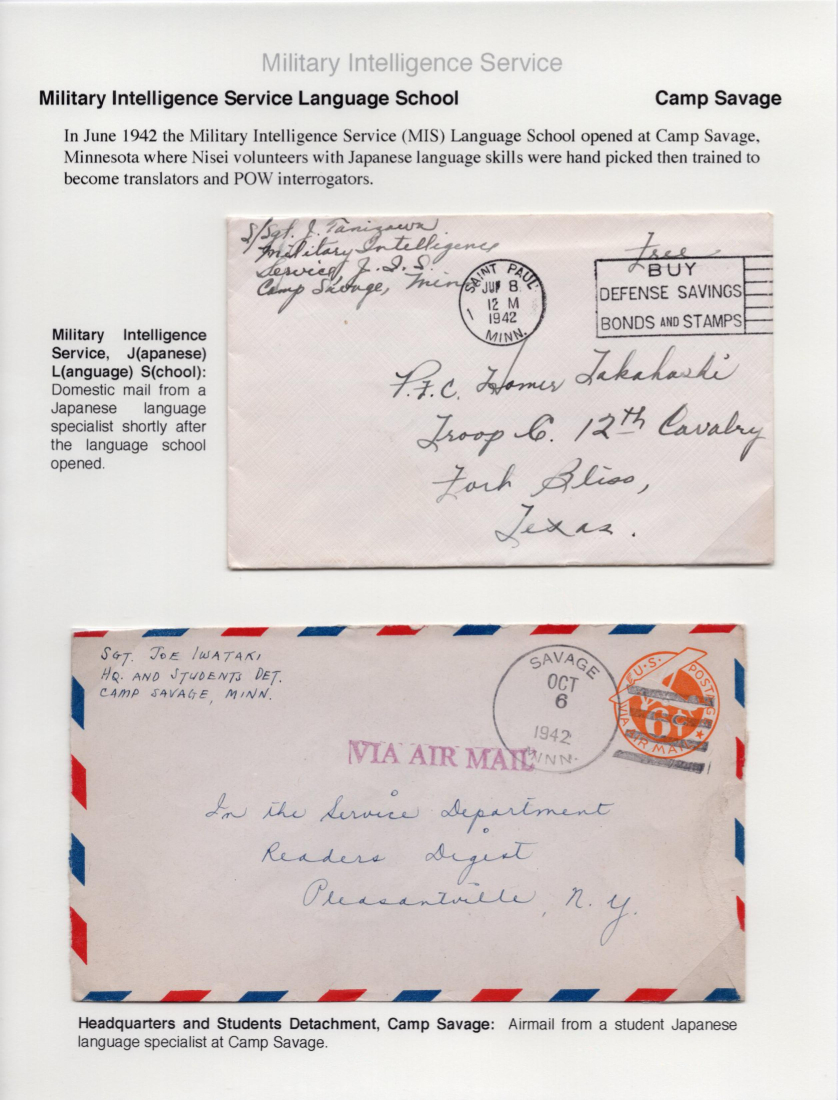 Military Intelligence Service
Military Intelligence Service Language School Camp Savage
In June 1942 the Military Intelligence Service (MIS) Language School opened at Camp Savage,
Minnesota where Nisei volunteers with Japanese language skills were hand picked then trained to
become translators and POW interrogators.
S/Sgt. J. Tanizawa
Military Intelligence
Service, J. L. S.
Camp Savage, Minn
SAINT PAUL
JUN 8
12 M
1942
1
MINN.
Free
BUY
DEFENSE SAVINGS
BONDS AND STAMPS
P.F.C. Homer Takahashi
Troop C. 12th Cavalry
Fort Bliss,
Texas.
Military Intelligence
Service, J(apanese)
L(anguage) S(chool):
Domestic mail from a
Japanese language
specialist shortly after
the language school
opened.
SGT. JOE IWATAKI
HQ. AND STUDENTS DET.
CAMP SAVAGE, MINN.
SAVAGE
OCT
6
1942
MINN.
U.S. POSTAGE
6¢
VIA AIR MAIL
VIA AIR MAIL
In the Service Department
Readers Digest
Pleasantville, N.Y.
Headquarters and Students Detachment, Camp Savage: Airmail from a student Japanese
language specialist at Camp Savage.